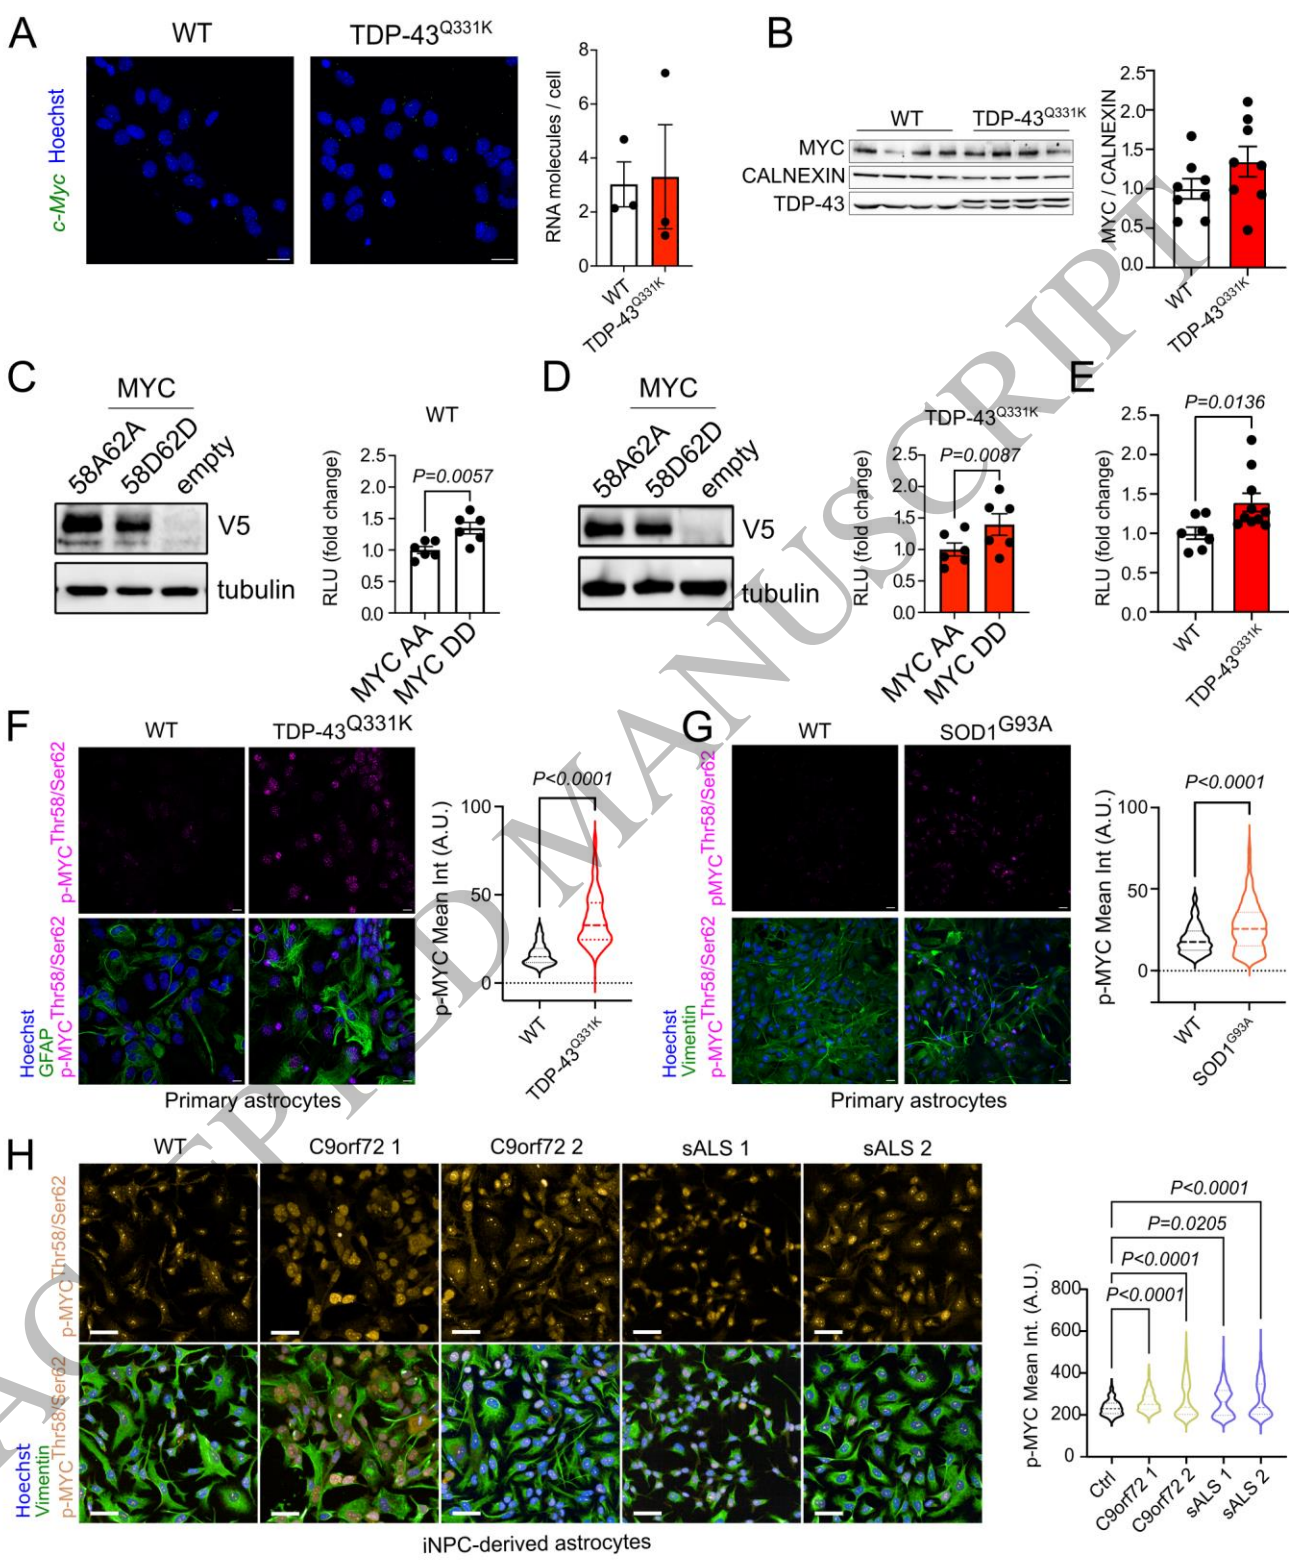 A
WT
TDP-43Q331K
c-Myc Hoechst
RNA molecules / cell
8
6
4
2
0
WT
TDP-43Q331K
B
WT
TDP-43Q331K
MYC
CALNEXIN
TDP-43
MYC / CALNEXIN
2.5
2.0
1.5
1.0
0.5
0.0
WT
TDP-43Q331K
C
MYC
58A62A
58D62D
empty
V5
tubulin
WT
RLU (fold change)
2.5
2.0
1.5
1.0
0.5
0.0
P=0.0057
MYC AA
MYC DD
D
MYC
58A62A
58D62D
empty
V5
tubulin
TDP-43Q331K
RLU (fold change)
2.5
2.0
1.5
1.0
0.5
0.0
P=0.0087
MYC AA
MYC DD
E
RLU (fold change)
2.5
2.0
1.5
1.0
0.5
0.0
P=0.0136
WT
TDP-43Q331K
F
WT
TDP-43Q331K
p-MYCThr58/Ser62
Hoechst
GFAP
p-MYCThr58/Ser62
Primary astrocytes
p-MYC Mean Int (A.U.)
100
50
0
P<0.0001
WT
TDP-43Q331K
G
WT
SOD1G93A
pMYCThr58/Ser62
Hoechst
Vimentin
p-MYCThr58/Ser62
Primary astrocytes
p-MYC Mean Int (A.U.)
100
50
0
P<0.0001
WT
SOD1G93A
H
WT
C9orf72 1
C9orf72 2
sALS 1
sALS 2
p-MYCThr58/Ser62
Hoechst
Vimentin
p-MYCThr58/Ser62
iNPC-derived astrocytes
p-MYC Mean Int. (A.U.)
800
600
400
200
0
P<0.0001
P=0.0205
P<0.0001
P<0.0001
Ctrl
C9orf72 1
C9orf72 2
sALS 1
sALS 2
ACCEPTED MANUSCRIPT